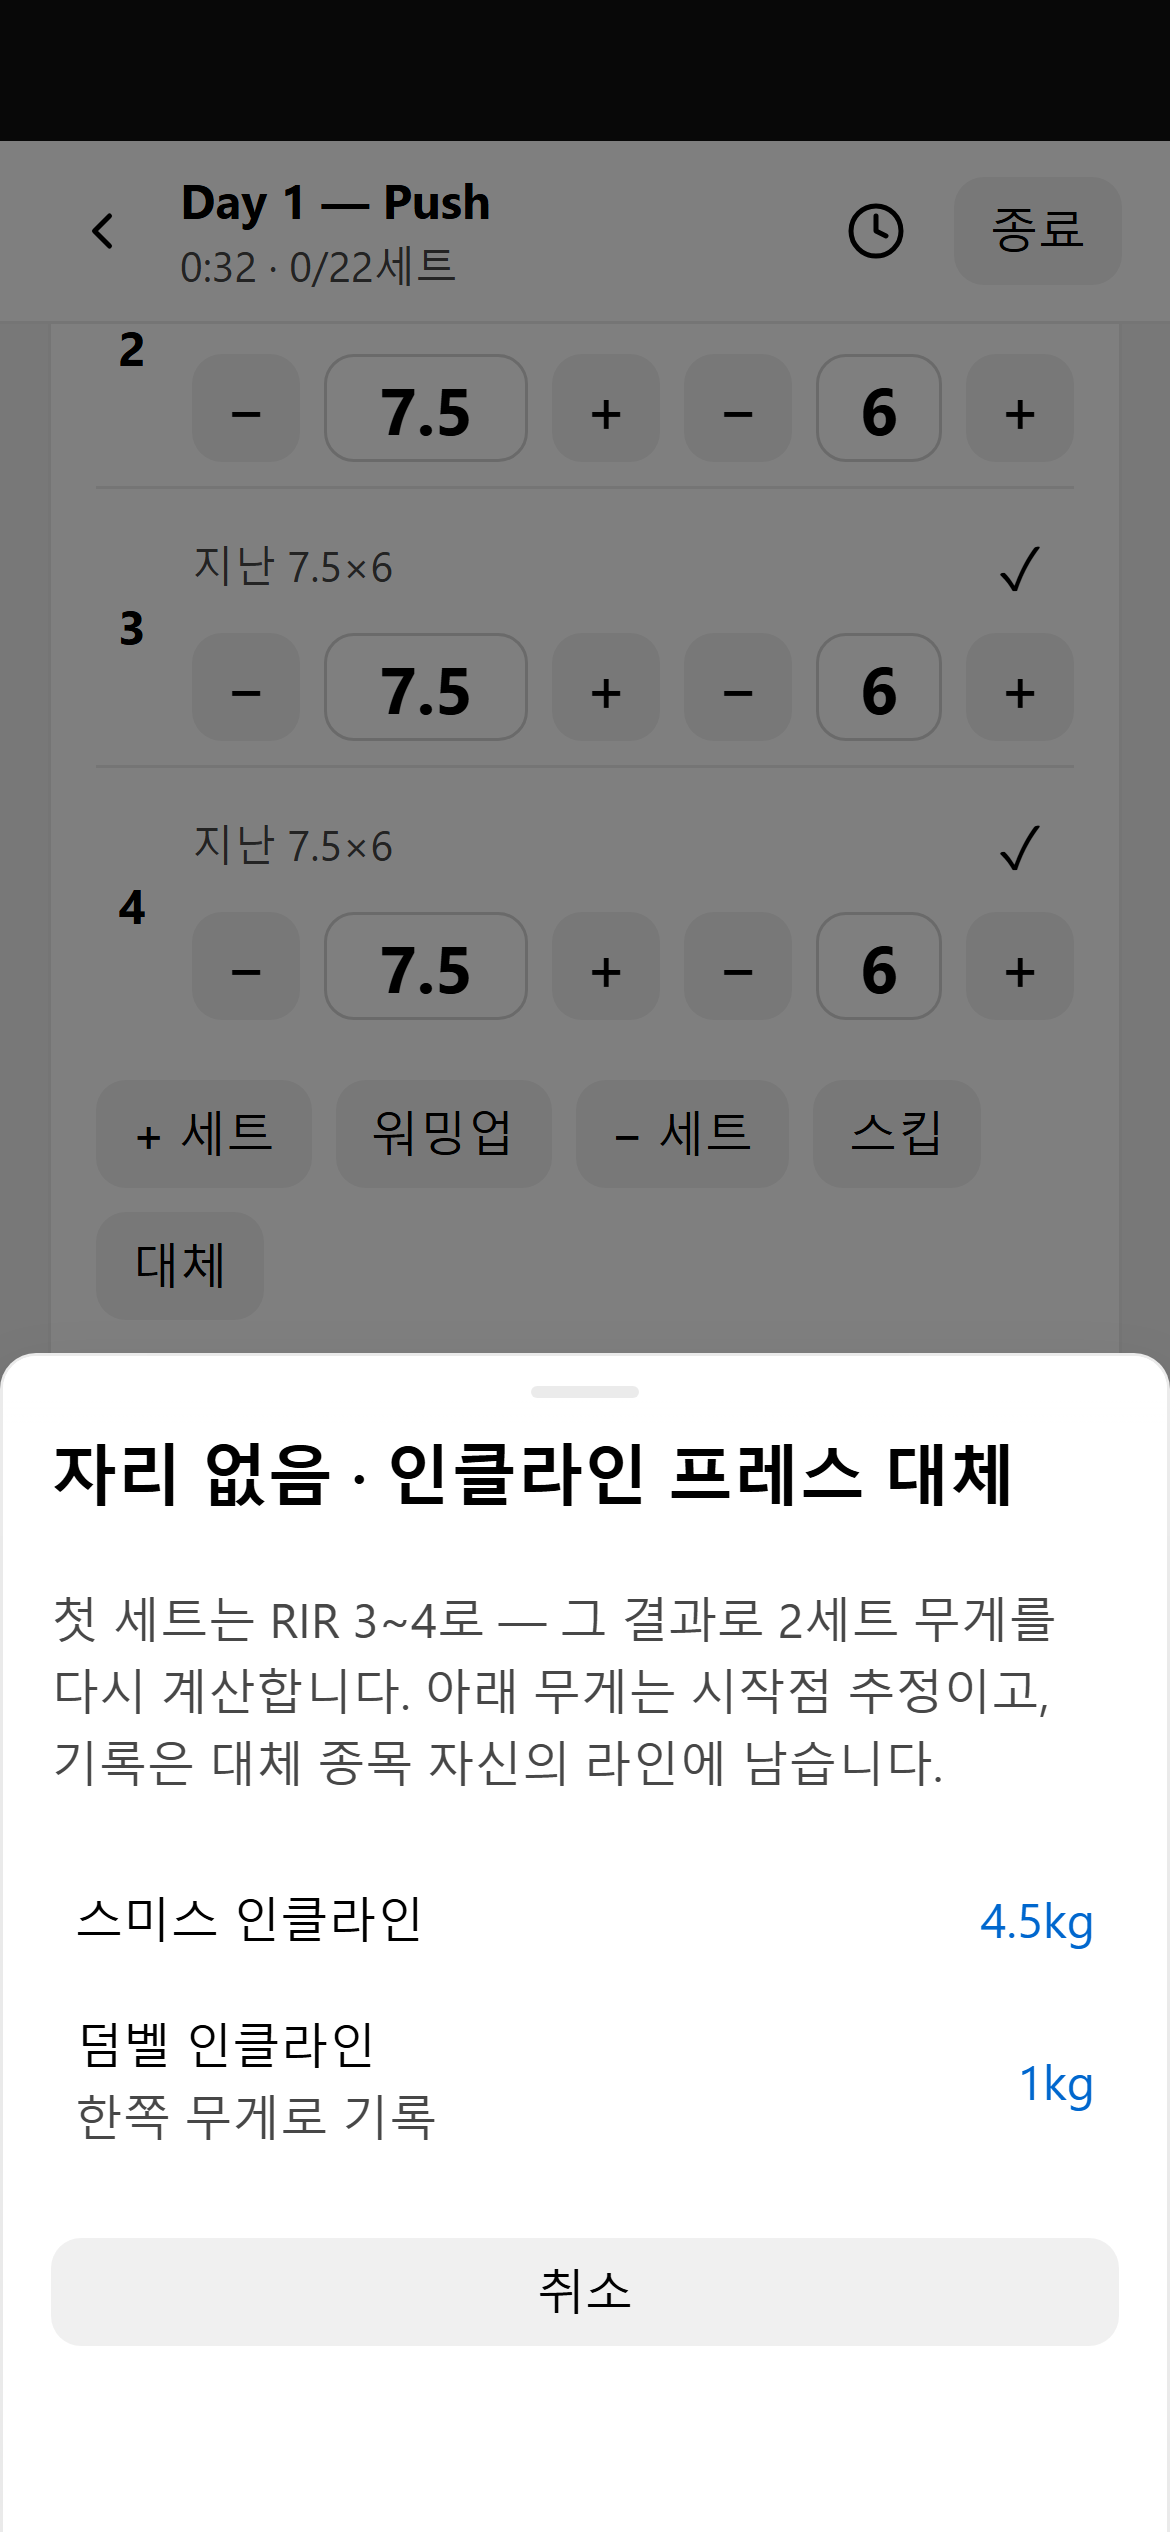 Day 1 — Push
0:32 · 0/22세트
종료
2
− 7.5 + − 6 +
지난 7.5×6 ✓
3
− 7.5 + − 6 +
지난 7.5×6 ✓
4
− 7.5 + − 6 +
+ 세트 워밍업 − 세트 스킵
대체
자리 없음 · 인클라인 프레스 대체
첫 세트는 RIR 3~4로 — 그 결과로 2세트 무게를
다시 계산합니다. 아래 무게는 시작점 추정이고,
기록은 대체 종목 자신의 라인에 남습니다.
스미스 인클라인 4.5kg
덤벨 인클라인
한쪽 무게로 기록
1kg
취소